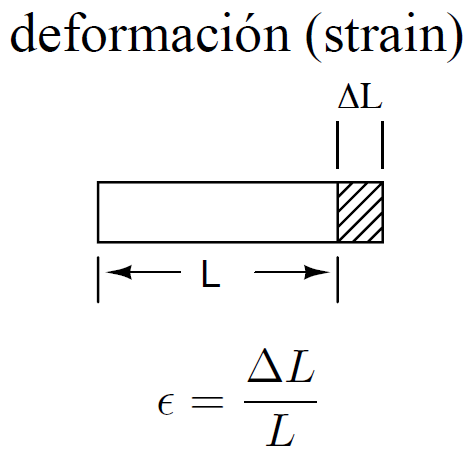 deformación (strain)
ΔL
L
ϵ = ΔL / L